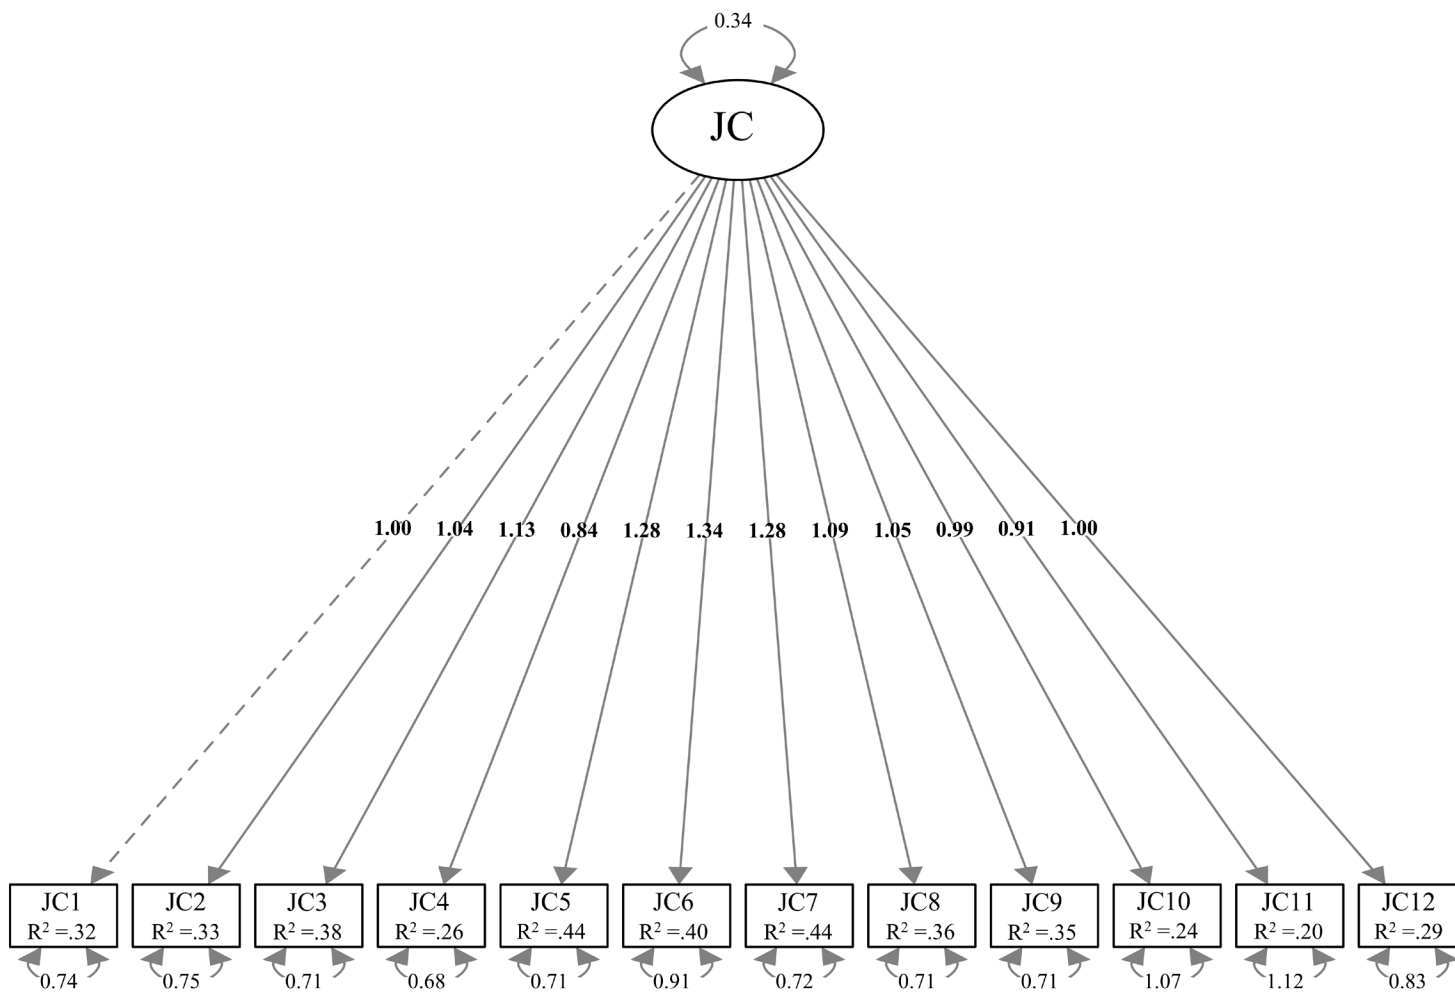 0.34
JC
1.00 1.04 1.13 0.84 1.28 1.34 1.28 1.09 1.05 0.99 0.91 1.00
JC1 JC2 JC3 JC4 JC5 JC6 JC7 JC8 JC9 JC10 JC11 JC12
R² =.32 R² =.33 R² =.38 R² =.26 R² =.44 R² =.40 R² =.44 R² =.36 R² =.35 R² =.24 R² =.20 R² =.29
0.74 0.75 0.71 0.68 0.71 0.91 0.72 0.71 0.71 1.07 1.12 0.83